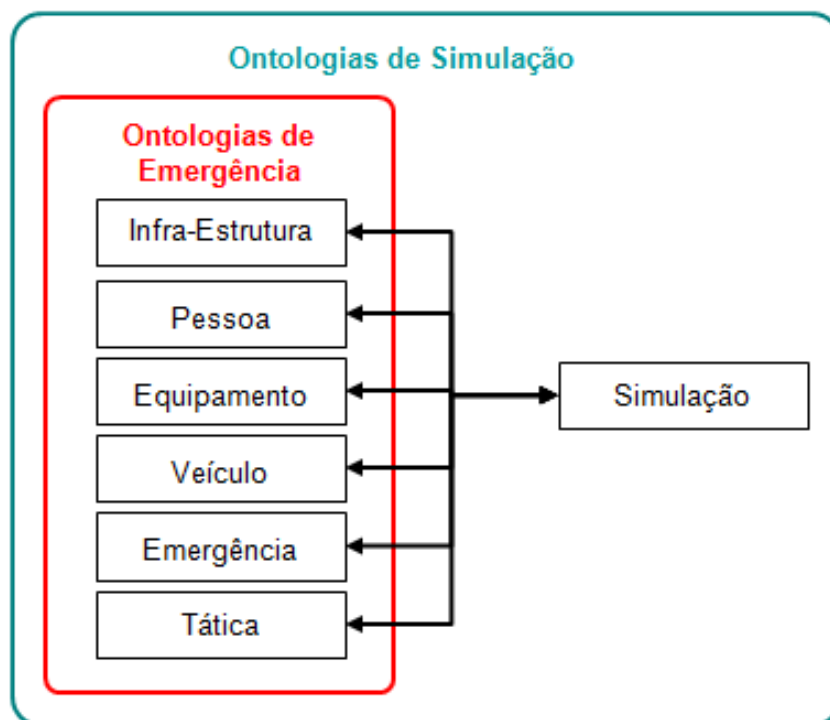 Ontologias de Simulação
Ontologias de
Emergência
Infra-Estrutura
Pessoa
Equipamento
Veículo
Emergência
Tática
Simulação